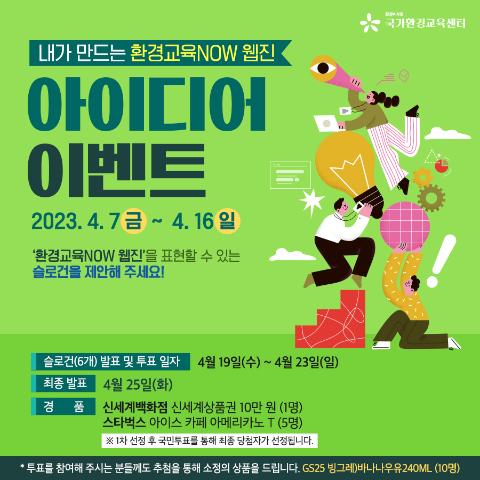 환경부 지정
국가환경교육센터
내가 만드는 환경교육NOW 웹진
아이디어
이벤트
2023. 4. 7 금 ~ 4. 16 일
'환경교육NOW 웹진'을 표현할 수 있는
슬로건을 제안해 주세요!
슬로건(6개) 발표 및 투표 일자 4월 19일(수) ~ 4월 23일(일)
최종 발표 4월 25일(화)
경 품 신세계백화점 신세계상품권 10만 원 (1명)
스타벅스 아이스 카페 아메리카노 T (5명)
※ 1차 선정 후 국민투표를 통해 최종 당첨자가 선정됩니다.
* 투표를 참여해 주시는 분들께도 추첨을 통해 소정의 상품을 드립니다. GS25 빙그레)바나나우유240ML (10명)